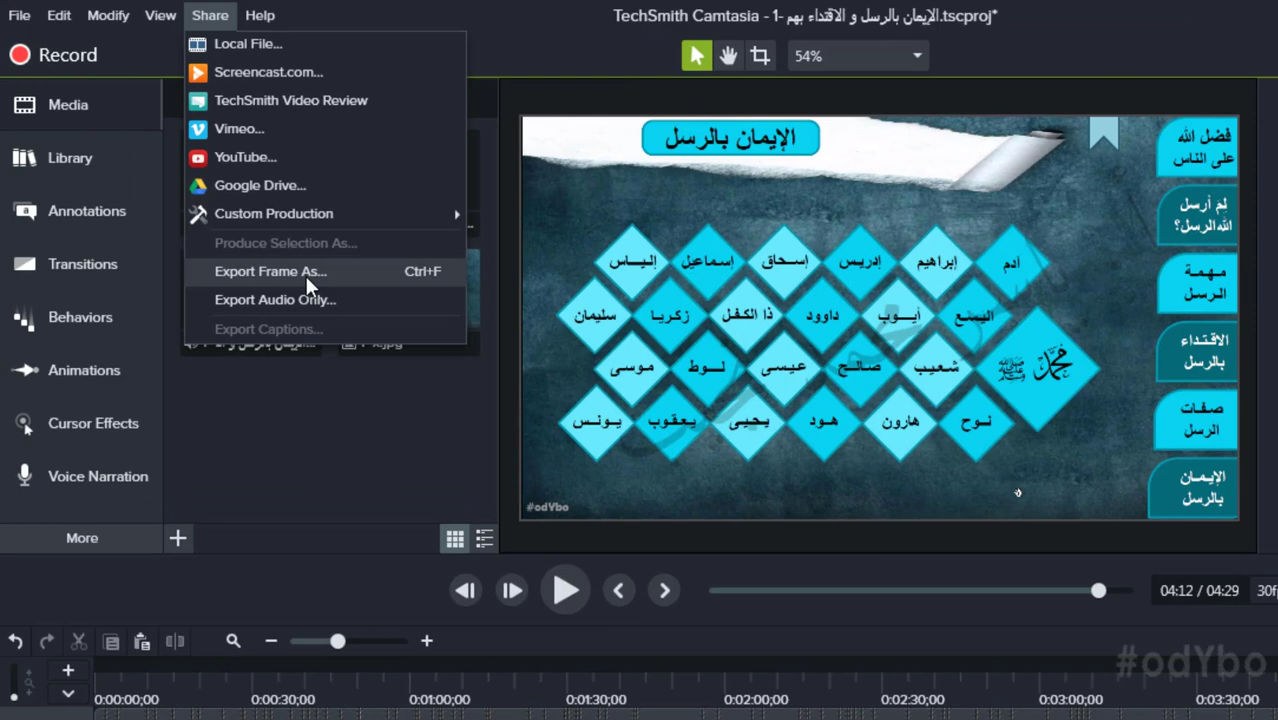 File Edit Modify View Share Help
TechSmith Camtasia - 1- الإيمان بالرسل و الاقتداء بهم.tscproj*
Record
54%
Local File...
Screencast.com...
TechSmith Video Review
Vimeo...
YouTube...
Google Drive...
Custom Production
Produce Selection As...
Export Frame As... Ctrl+F
Export Audio Only...
Export Captions...
Media
Library
Annotations
Transitions
Behaviors
Animations
Cursor Effects
Voice Narration
More
الإيمان بالرسل
فضل الله
على الناس
لِمَ أرسل
الله الرسل؟
مهمة
الرسل
الاقتداء
بالرسل
صفات
الرسل
الإيمان
بالرسل
آدم إبراهيم إدريس إسحاق إسماعيل إلياس
اليسع أيوب داوود ذا الكفل زكريا سليمان
محمد ﷺ شعيب صالح عيسى لوط موسى
نوح هارون هود يحيى يعقوب يونس
#odYbo
04:12 / 04:29 30f
#odYbo
0:00:00;00 0:00:30;00 0:01:00;00 0:01:30;00 0:02:00;00 0:02:30;00 0:03:00;00 0:03:30;00